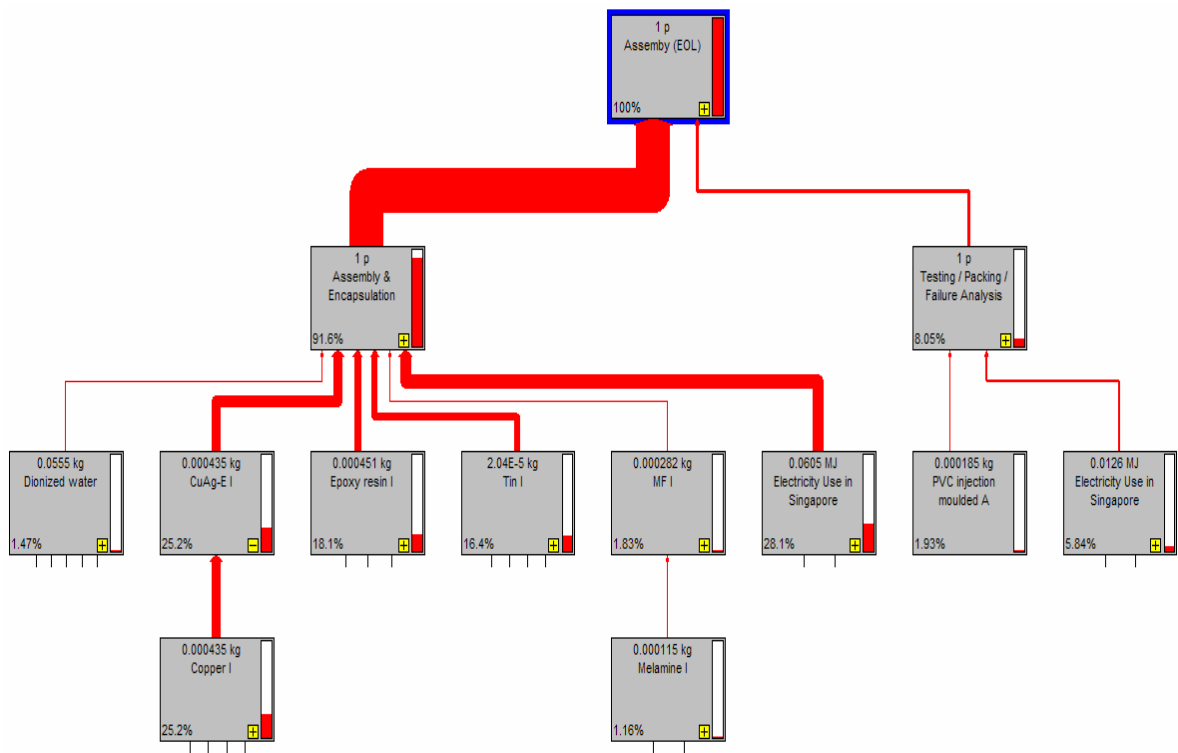 1 p
Assemby (EOL)
100%
1 p
Assembly &
Encapsulation
91.6%
1 p
Testing / Packing /
Failure Analysis
8.05%
0.0555 kg
Dionized water
1.47%
0.000435 kg
CuAg-E I
25.2%
0.000451 kg
Epoxy resin I
18.1%
2.04E-5 kg
Tin I
16.4%
0.000282 kg
MF I
1.83%
0.0605 MJ
Electricity Use in
Singapore
28.1%
0.000185 kg
PVC injection
moulded A
1.93%
0.0126 MJ
Electricity Use in
Singapore
5.84%
0.000435 kg
Copper I
25.2%
0.000115 kg
Melamine I
1.16%